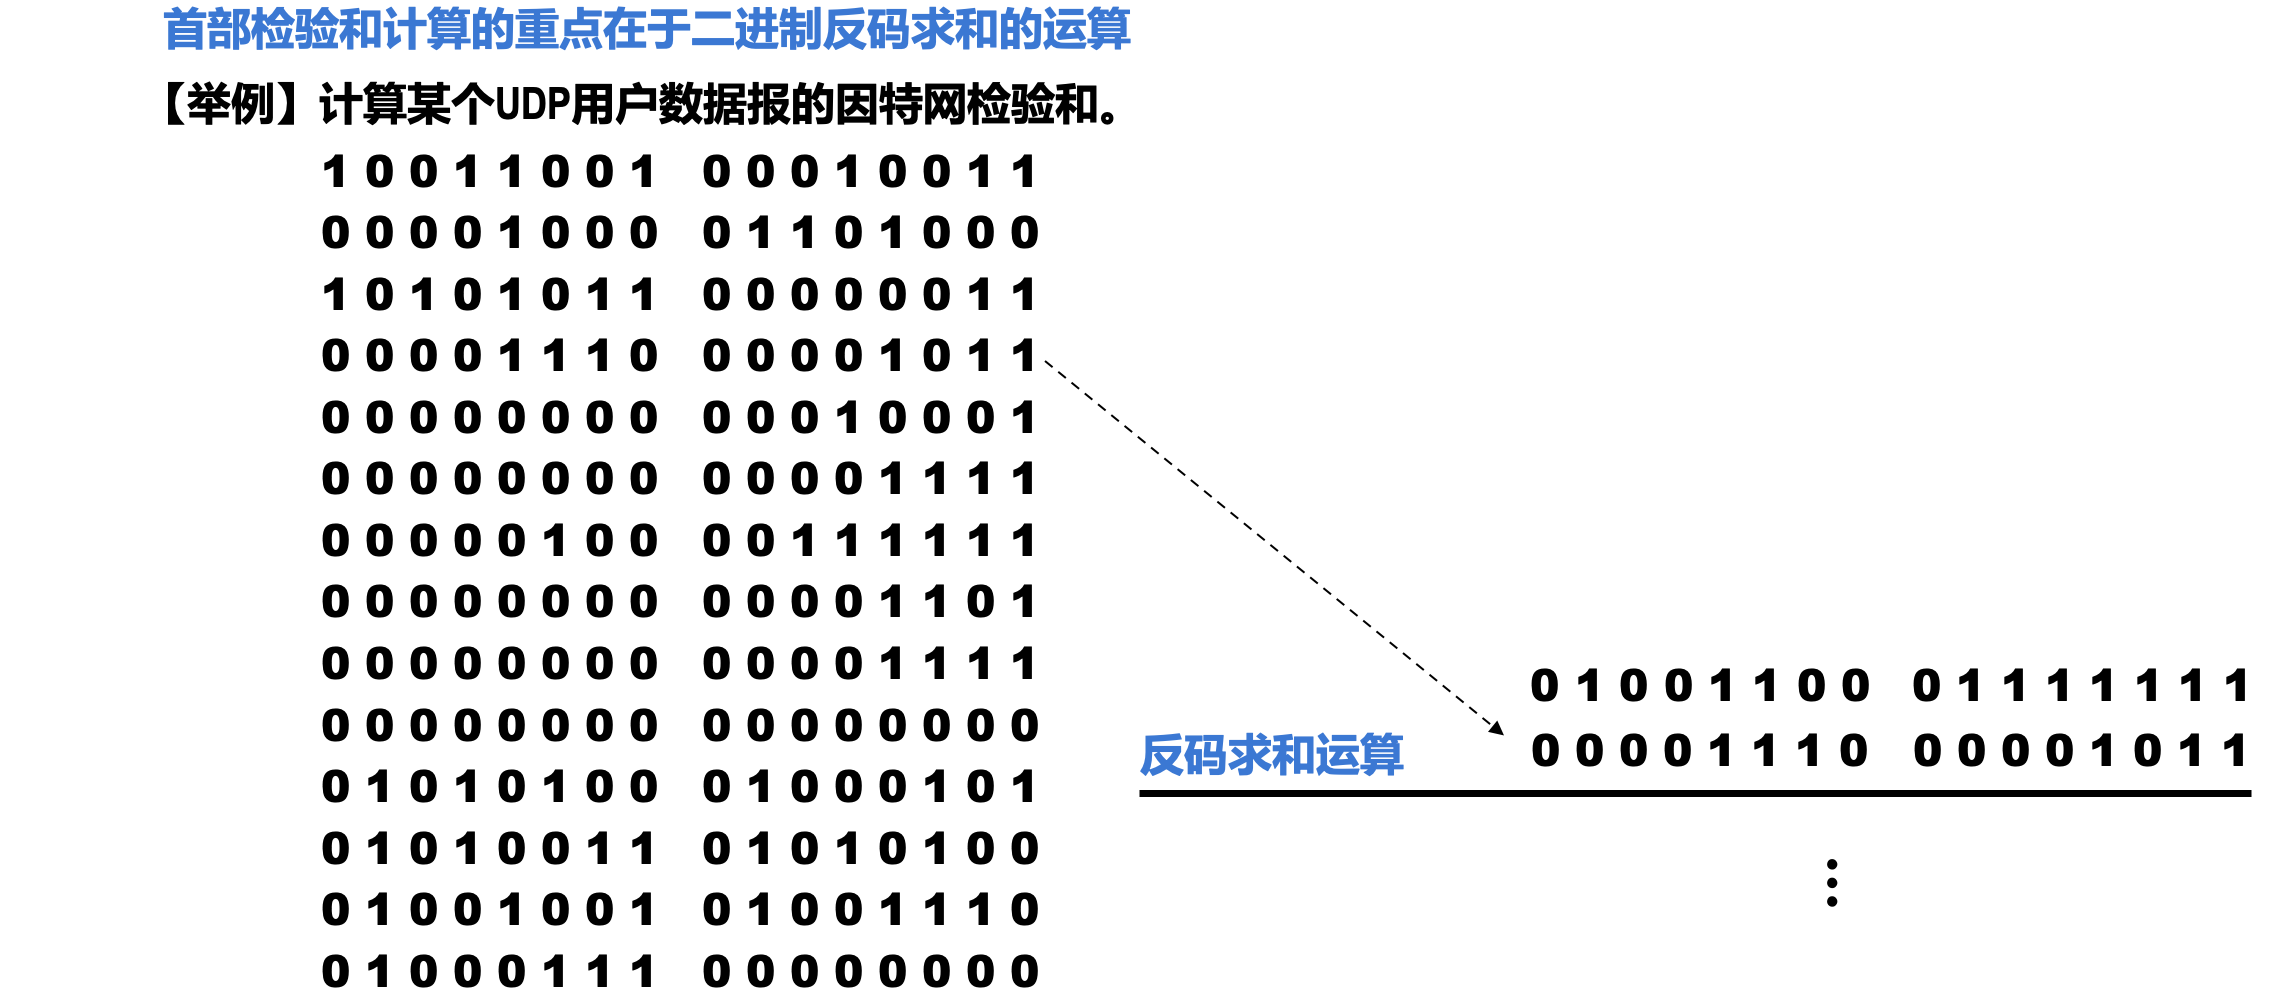 首部检验和计算的重点在于二进制反码求和的运算
【举例】计算某个UDP用户数据报的因特网检验和。
1 0 0 1 1 0 0 1 0 0 0 1 0 0 1 1
0 0 0 0 1 0 0 0 0 1 1 0 1 0 0 0
1 0 1 0 1 0 1 1 0 0 0 0 0 0 1 1
0 0 0 0 1 1 1 0 0 0 0 0 1 0 1 1
0 0 0 0 0 0 0 0 0 0 0 1 0 0 0 1
0 0 0 0 0 0 0 0 0 0 0 0 1 1 1 1
0 0 0 0 0 1 0 0 0 0 1 1 1 1 1 1
0 0 0 0 0 0 0 0 0 0 0 0 1 1 0 1
0 0 0 0 0 0 0 0 0 0 0 0 1 1 1 1
0 0 0 0 0 0 0 0 0 0 0 0 0 0 0 0
0 1 0 1 0 1 0 0 0 1 0 0 0 1 0 1
0 1 0 1 0 0 1 1 0 1 0 1 0 1 0 0
0 1 0 0 1 0 0 1 0 1 0 0 1 1 1 0
0 1 0 0 0 1 1 1 0 0 0 0 0 0 0 0
0 1 0 0 1 1 0 0 0 1 1 1 1 1 1 1
反码求和运算 0 0 0 0 1 1 1 0 0 0 0 0 1 0 1 1
⋮